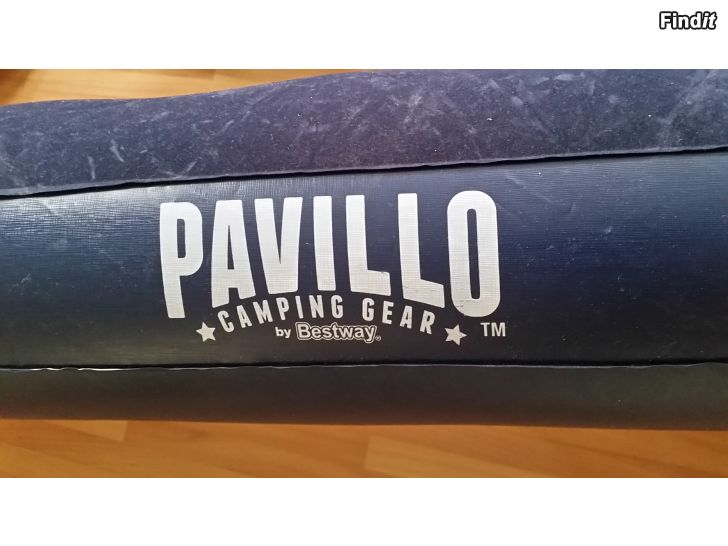 Findit
PAVILLO
CAMPING GEAR
by Bestway®
TM